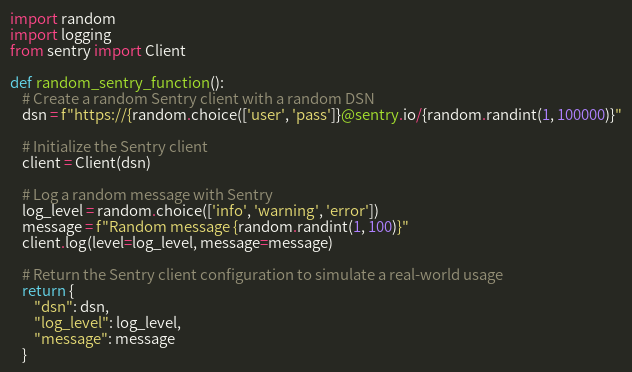 import random
import logging
from sentry import Client

def random_sentry_function():
    # Create a random Sentry client with a random DSN
    dsn = f"https://{random.choice(['user', 'pass'])}@sentry.io/{random.randint(1, 100000)}"

    # Initialize the Sentry client
    client = Client(dsn)

    # Log a random message with Sentry
    log_level = random.choice(['info', 'warning', 'error'])
    message = f"Random message {random.randint(1, 100)}"
    client.log(level=log_level, message=message)

    # Return the Sentry client configuration to simulate a real-world usage
    return {
        "dsn": dsn,
        "log_level": log_level,
        "message": message
    }